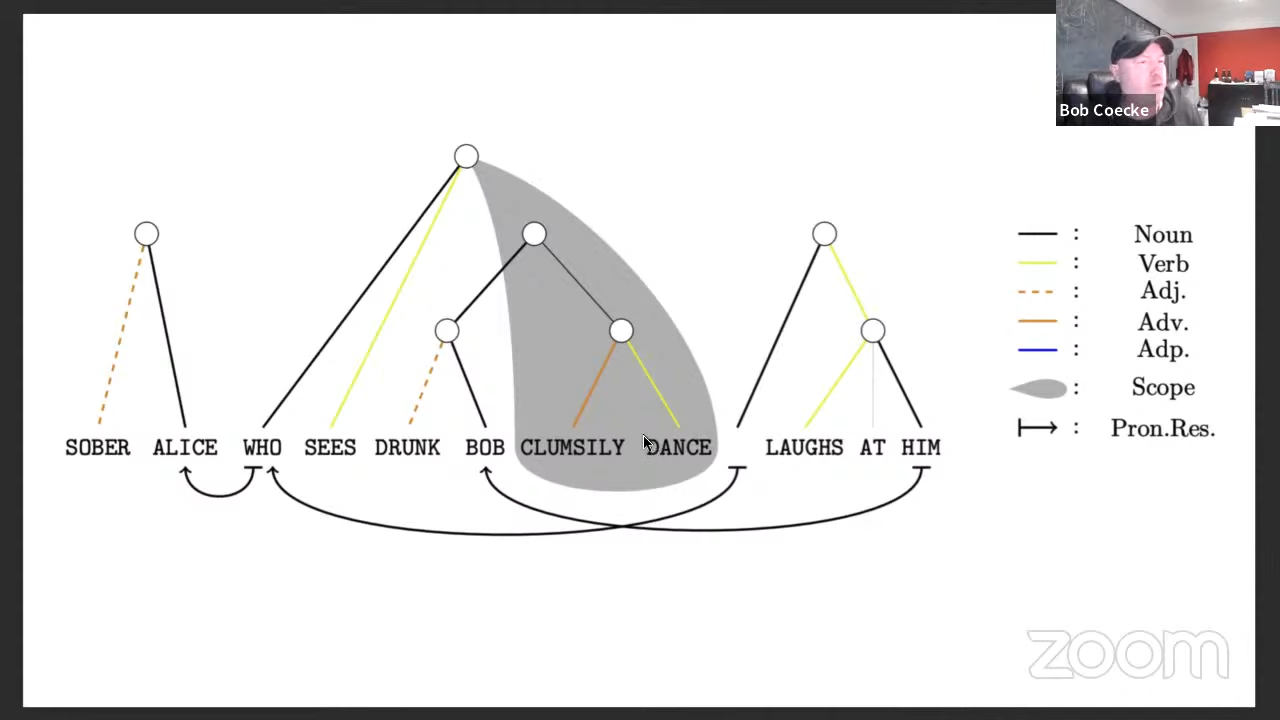 Bob Coecke
: Noun
: Verb
: Adj.
: Adv.
: Adp.
: Scope
: Pron.Res.
SOBER ALICE WHO SEES DRUNK BOB CLUMSILY DANCE LAUGHS AT HIM
zoom